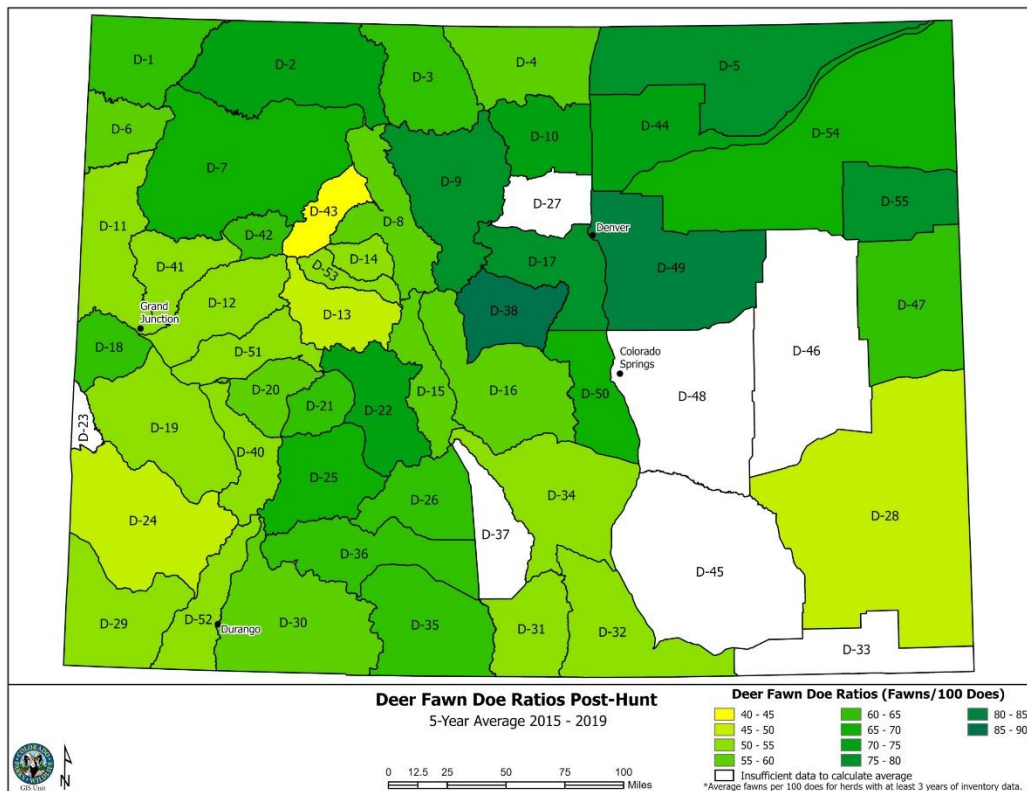 D-1
D-2
D-3
D-4
D-5
D-6
D-44
D-10
D-54
D-7
D-9
D-55
D-27
D-43
D-8
D-11
D-42
Denver
D-41
D-14
D-17
D-49
D-53
D-47
D-12
Grand
Junction
D-13
D-38
D-18
D-51
D-46
Colorado
Springs
D-20
D-15
D-16
D-50
D-48
D-21
D-22
D-19
D-23
D-40
D-25
D-26
D-34
D-24
D-28
D-37
D-36
D-45
D-29
D-52
Durango
D-30
D-35
D-31
D-32
D-33
Deer Fawn Doe Ratios Post-Hunt
5-Year Average 2015 - 2019
0 12.5 25 50 75 100
Miles
N
COLORADO
PARKS
WILDLIFE
GIS Unit
Deer Fawn Doe Ratios (Fawns/100 Does)
40 - 45
45 - 50
50 - 55
55 - 60
60 - 65
65 - 70
70 - 75
75 - 80
80 - 85
85 - 90
Insufficient data to calculate average
*Average fawns per 100 does for herds with at least 3 years of inventory data.